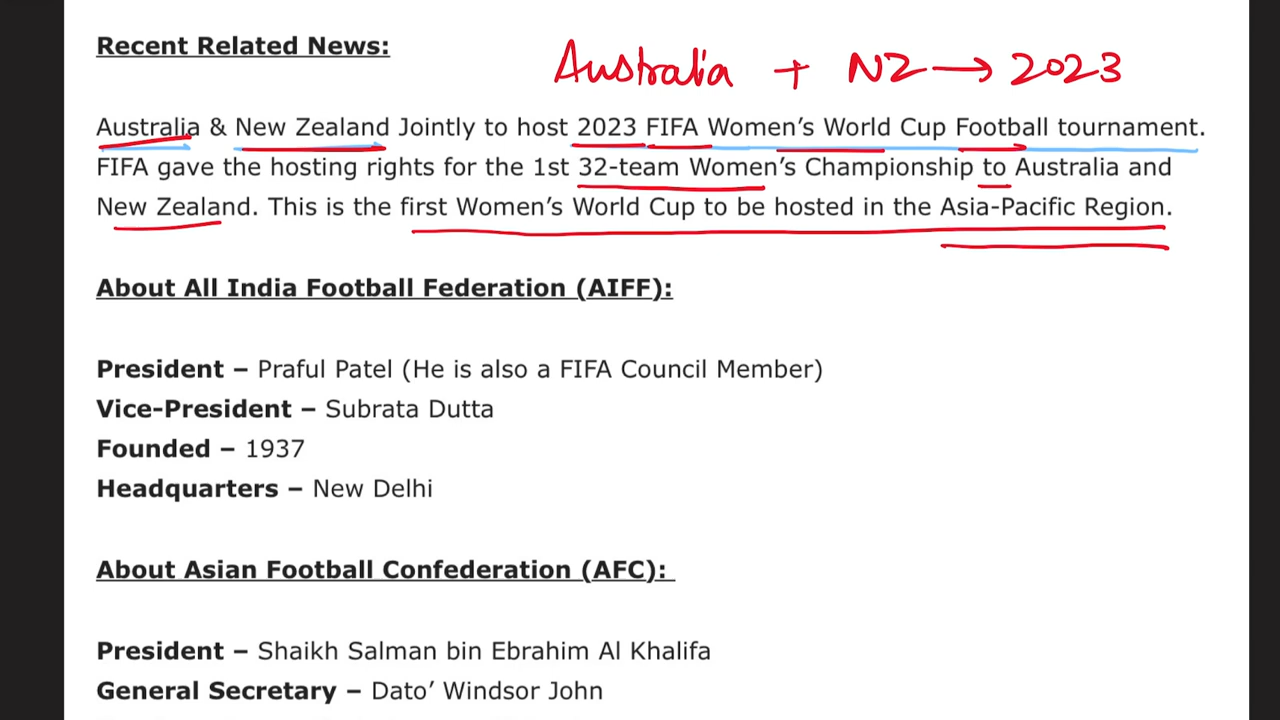 Recent Related News:
Australia + NZ → 2023
Australia & New Zealand Jointly to host 2023 FIFA Women's World Cup Football tournament.
FIFA gave the hosting rights for the 1st 32-team Women's Championship to Australia and
New Zealand. This is the first Women's World Cup to be hosted in the Asia-Pacific Region.
About All India Football Federation (AIFF):
President – Praful Patel (He is also a FIFA Council Member)
Vice-President – Subrata Dutta
Founded – 1937
Headquarters – New Delhi
About Asian Football Confederation (AFC):
President – Shaikh Salman bin Ebrahim Al Khalifa
General Secretary – Dato’ Windsor John